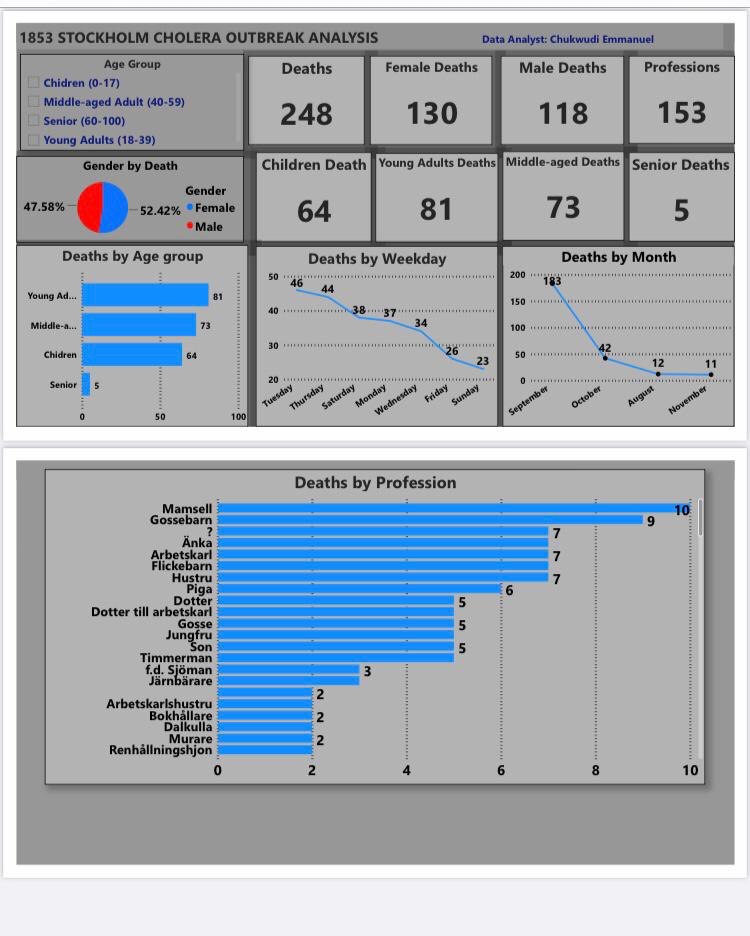 1853 STOCKHOLM CHOLERA OUTBREAK ANALYSIS
Data Analyst: Chukwudi Emmanuel
Age Group
Chidren (0-17)
Middle-aged Adult (40-59)
Senior (60-100)
Young Adults (18-39)
Deaths
248
Female Deaths
130
Male Deaths
118
Professions
153
Gender by Death
47.58%
52.42%
Gender
Female
Male
Children Death
64
Young Adults Deaths
81
Middle-aged Deaths
73
Senior Deaths
5
Deaths by Age group
Young Ad...
81
Middle-a...
73
Chidren
64
Senior
5
0 50 100
Deaths by Weekday
50
40
30
20
46
44
38
37
34
26
23
Tuesday
Thursday
Saturday
Monday
Wednesday
Friday
Sunday
Deaths by Month
200
150
100
50
0
183
42
12
11
September
October
August
November
Deaths by Profession
Mamsell 10
Gossebarn 9
? 7
Änka
Arbetskarl 7
Flickebarn
Hustru 7
Piga 6
Dotter 5
Dotter till arbetskarl
Gosse 5
Jungfru
Son 5
Timmerman
f.d. Sjöman 3
Järnbärare
2
Arbetskarlshustru
Bokhållare 2
Dalkulla
Murare 2
Renhållningshjon
0 2 4 6 8 10